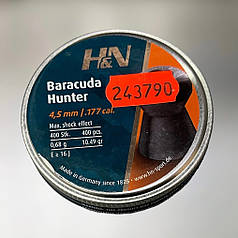 H&N
Baracuda
Hunter
243790
4,5 mm / .177 cal.
Max. shock effect
400 Stk. 400 pcs.
0,68 g 10,49 gr
[ ≥ 16 ]
Made in Germany since 1825 • www.hn-sport.de